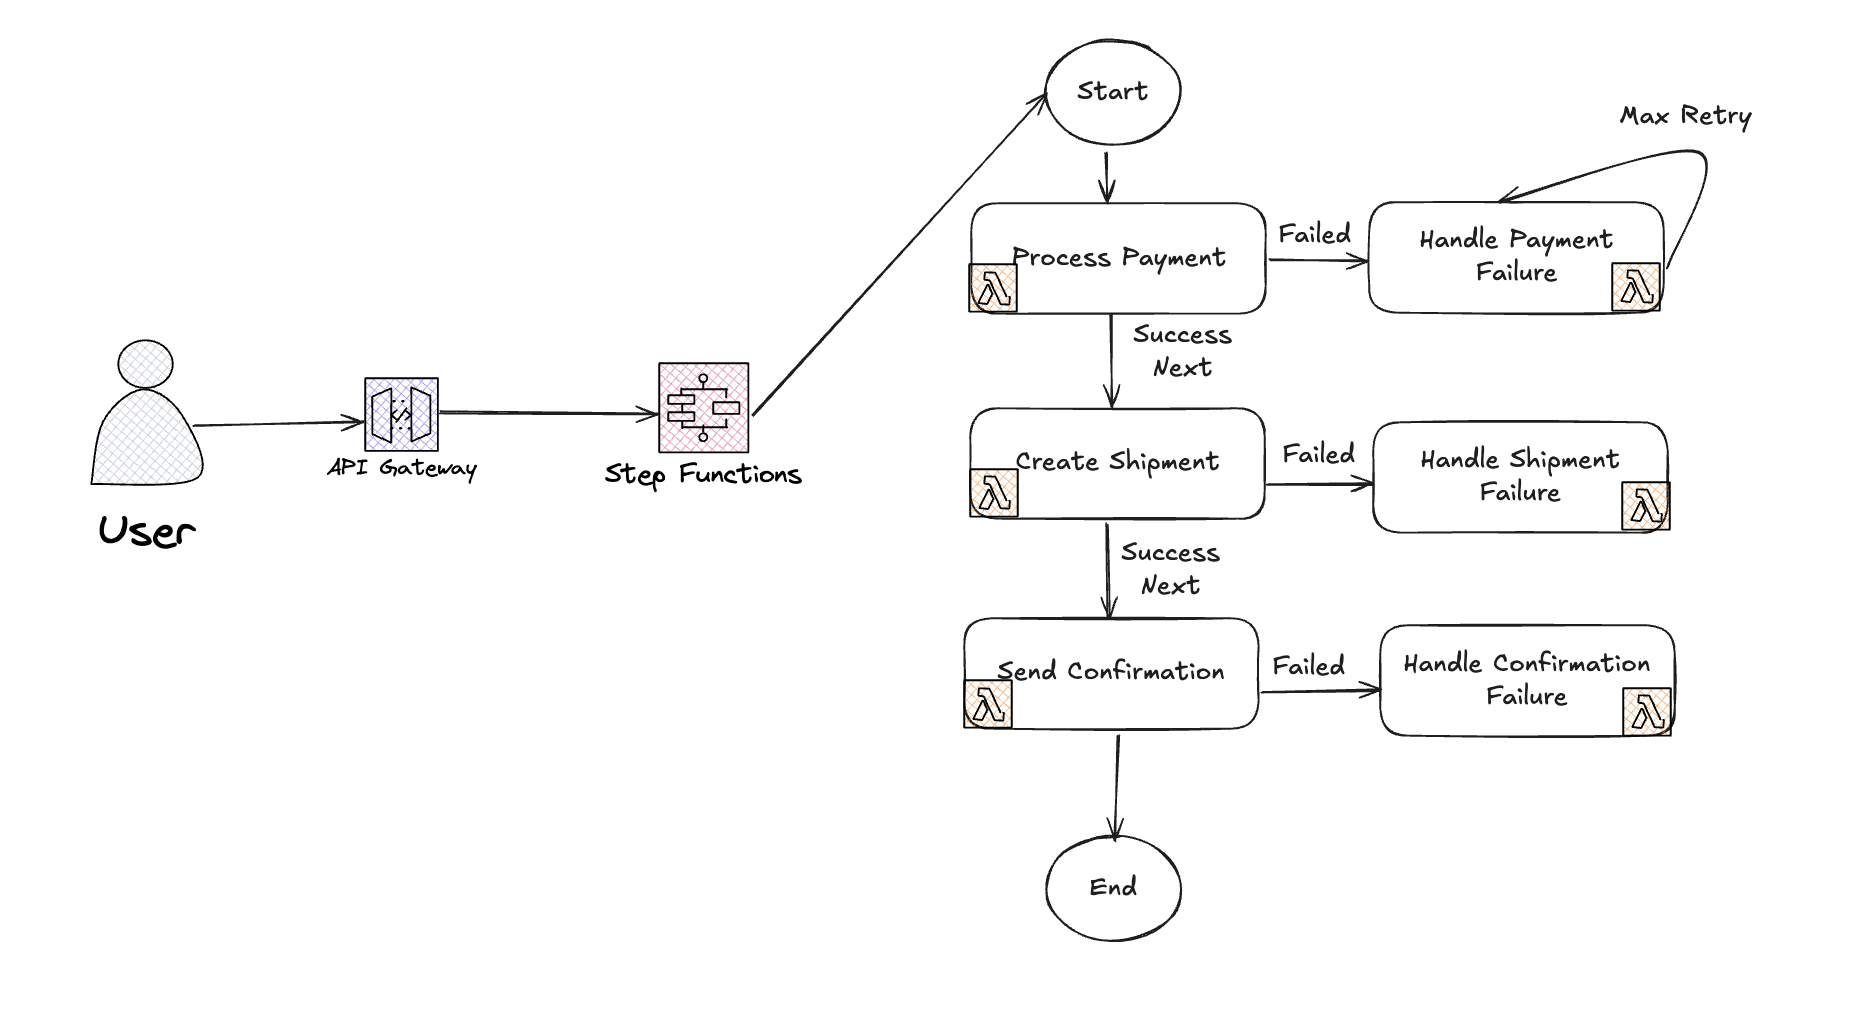 Start
Max Retry
Process Payment
Failed
Handle Payment
Failure
Success
Next
User
API Gateway
Step Functions
Create Shipment
Failed
Handle Shipment
Failure
Success
Next
Send Confirmation
Failed
Handle Confirmation
Failure
End